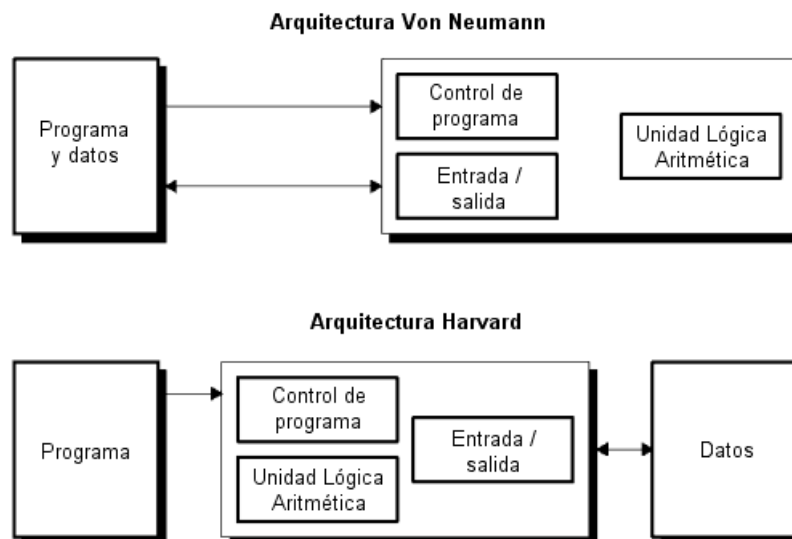 Arquitectura Von Neumann
Programa
y datos
Control de
programa
Entrada /
salida
Unidad Lógica
Aritmética
Arquitectura Harvard
Programa
Control de
programa
Unidad Lógica
Aritmética
Entrada /
salida
Datos